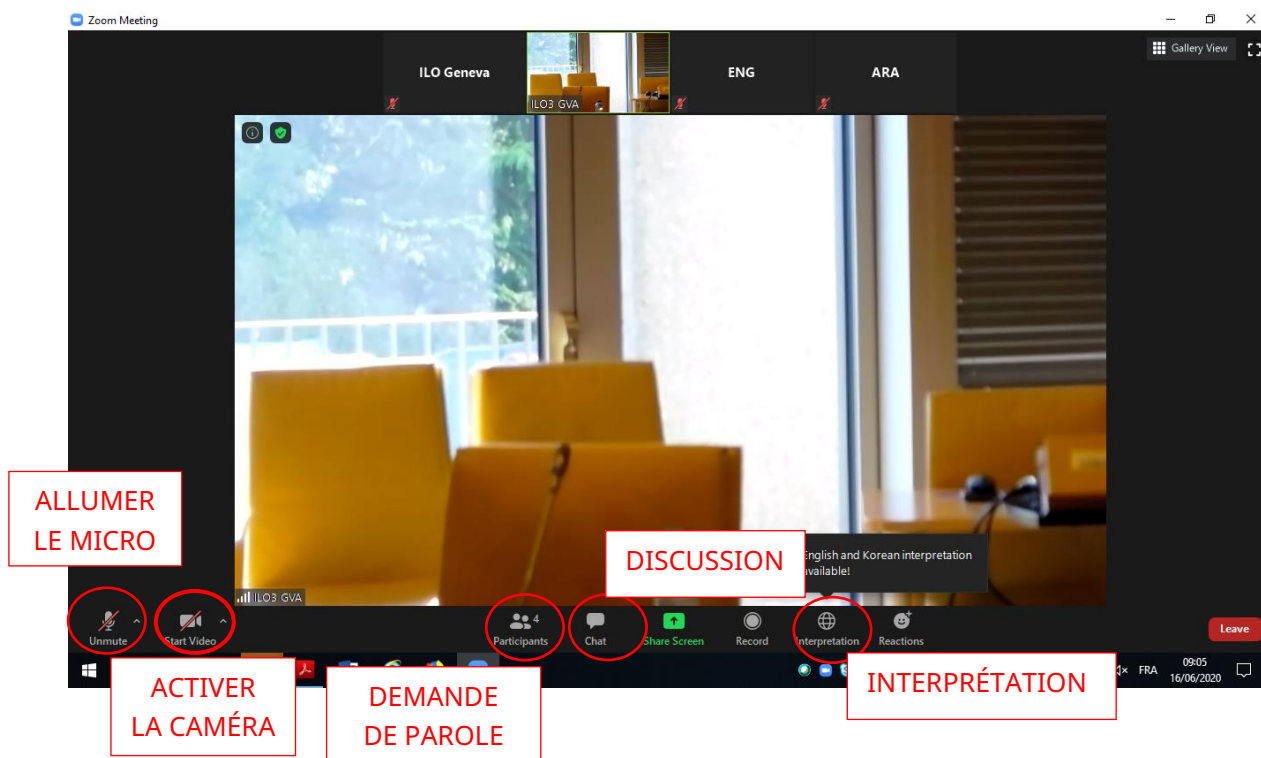 Zoom Meeting
Gallery View
ILO Geneva
ILO3 GVA
ENG
ARA
ALLUMER
LE MICRO
DISCUSSION
English and Korean interpretation
available!
ILO3 GVA
4
Unmute
Start Video
Participants
Chat
Share Screen
Record
Interpretation
Reactions
Leave
ACTIVER
LA CAMÉRA
DEMANDE
DE PAROLE
INTERPRÉTATION
FRA
09:05
16/06/2020